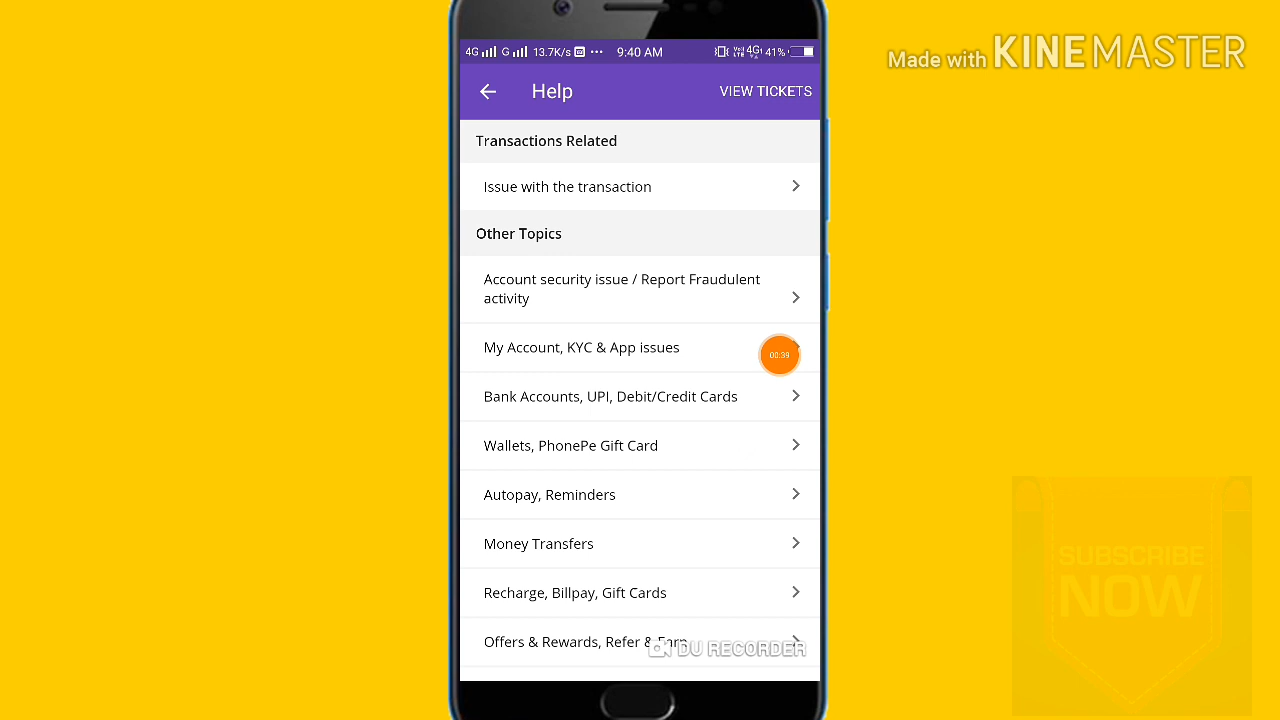 Made with KINEMASTER
4G G 13.7K/s 9:40 AM 4G 41%
Help
VIEW TICKETS
Transactions Related
Issue with the transaction
Other Topics
Account security issue / Report Fraudulent
activity
My Account, KYC & App issues
00:39
Bank Accounts, UPI, Debit/Credit Cards
Wallets, PhonePe Gift Card
Autopay, Reminders
Money Transfers
Recharge, Billpay, Gift Cards
Offers & Rewards, Refer & Earn
DU RECORDER
SUBSCRIBE
NOW